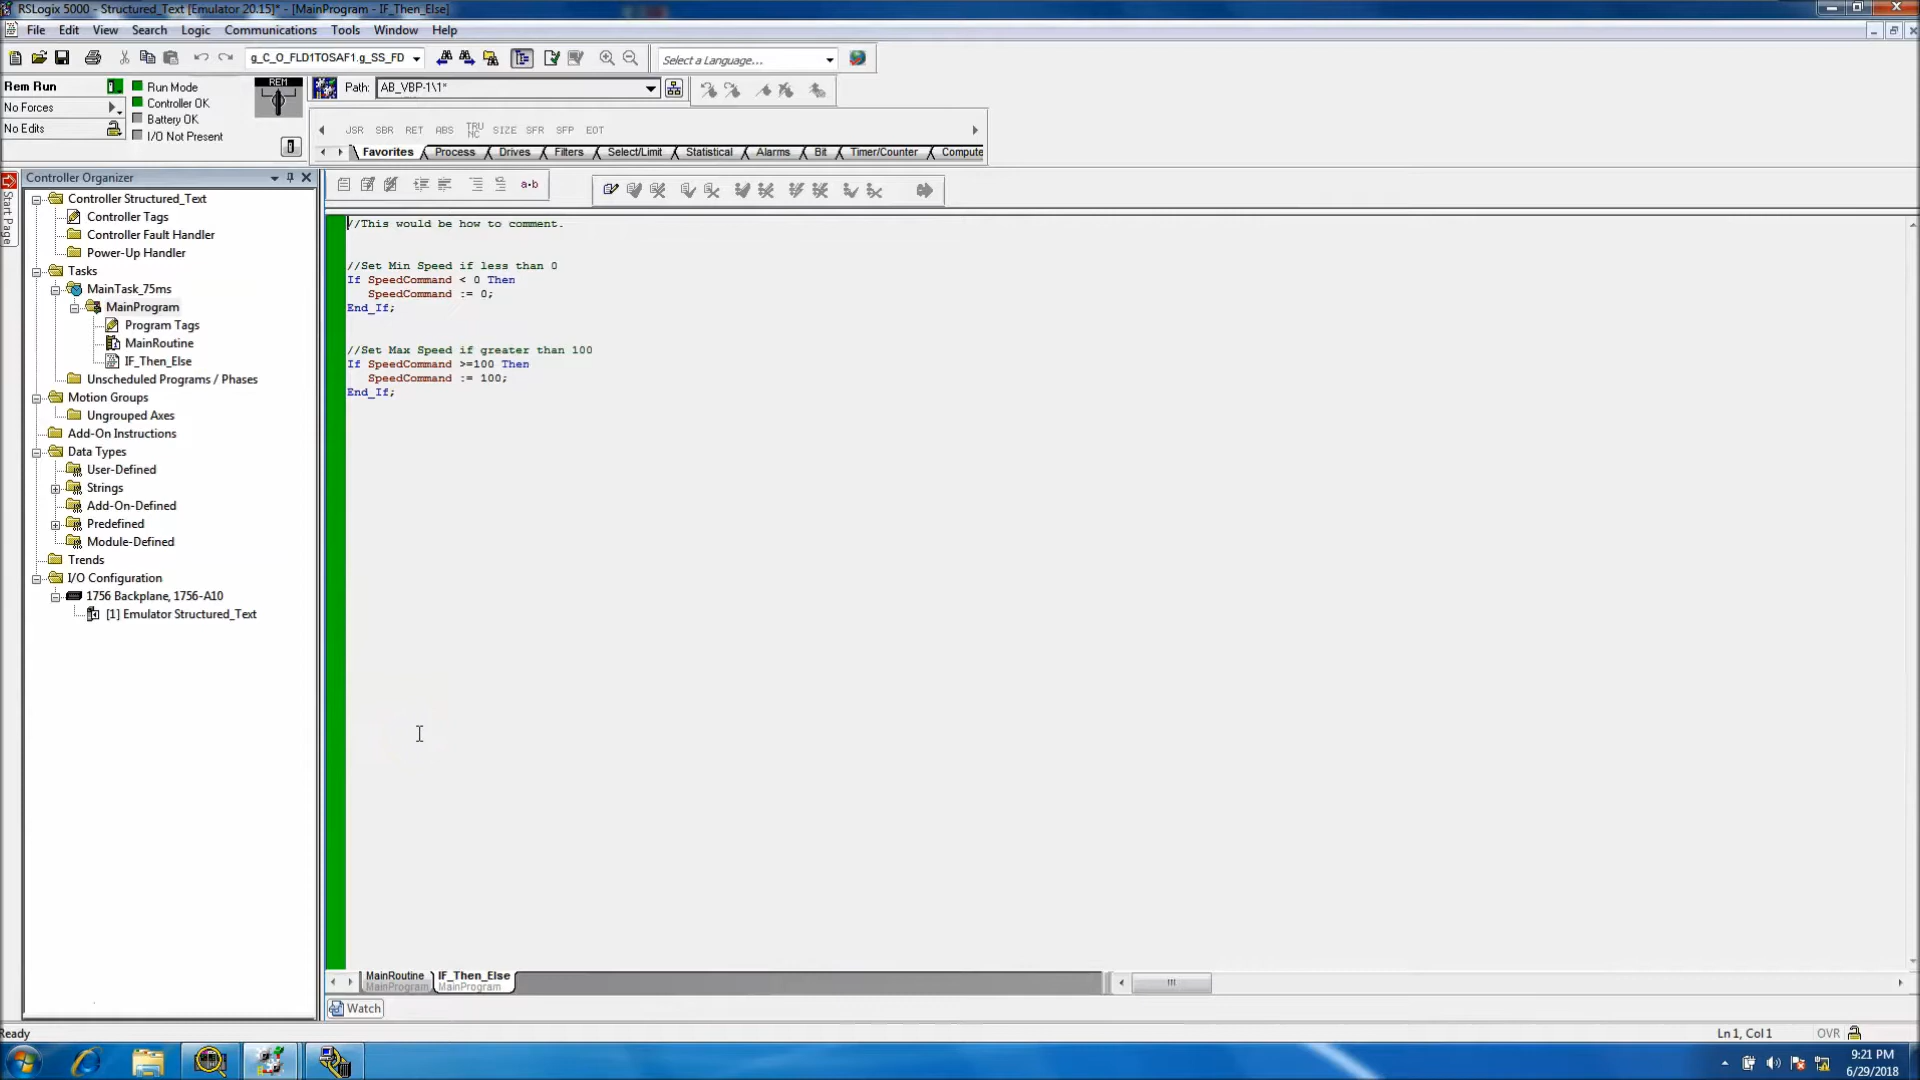 RSLogix 5000 - Structured_Text [Emulator 20.15]* - [MainProgram - IF_Then_Else]
File Edit View Search Logic Communications Tools Window Help
g_C_O_FLD1TOSAF1.g_SS_FD Select a Language...
Rem Run Run Mode REM Path: AB_VBP-1\1*
No Forces Controller OK
Battery OK
No Edits I/O Not Present
JSR SBR RET ABS TRUNC SIZE SFR SFP EOT
Favorites Process Drives Filters Select/Limit Statistical Alarms Bit Timer/Counter Compute
Start Page
Controller Organizer
Controller Structured_Text
Controller Tags
Controller Fault Handler
Power-Up Handler
Tasks
MainTask_75ms
MainProgram
Program Tags
MainRoutine
IF_Then_Else
Unscheduled Programs / Phases
Motion Groups
Ungrouped Axes
Add-On Instructions
Data Types
User-Defined
Strings
Add-On-Defined
Predefined
Module-Defined
Trends
I/O Configuration
1756 Backplane, 1756-A10
[1] Emulator Structured_Text
a-b
//This would be how to comment.
//Set Min Speed if less than 0
If SpeedCommand < 0 Then
SpeedCommand := 0;
End_If;
//Set Max Speed if greater than 100
If SpeedCommand >=100 Then
SpeedCommand := 100;
End_If;
MainRoutine IF_Then_Else
MainProgram MainProgram
Watch
Ready Ln 1, Col 1 OVR
9:21 PM
6/29/2018